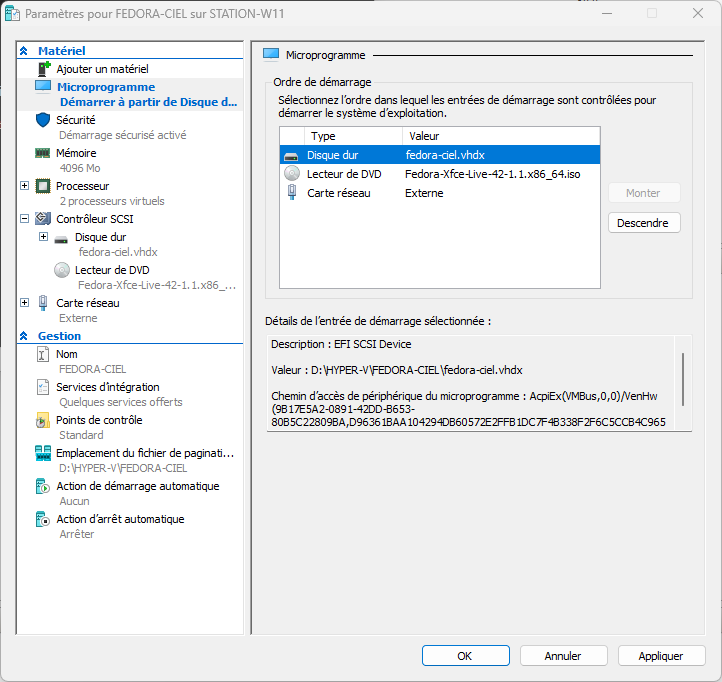 Paramètres pour FEDORA-CIEL sur STATION-W11
Matériel
Ajouter un matériel
Microprogramme
Démarrer à partir de Disque d...
Sécurité
Démarrage sécurisé activé
Mémoire
4096 Mo
Processeur
2 processeurs virtuels
Contrôleur SCSI
Disque dur
fedora-ciel.vhdx
Lecteur de DVD
Fedora-Xfce-Live-42-1.1.x86_...
Carte réseau
Externe
Gestion
Nom
FEDORA-CIEL
Services d’intégration
Quelques services offerts
Points de contrôle
Standard
Emplacement du fichier de paginati...
D:\HYPER-V\FEDORA-CIEL
Action de démarrage automatique
Aucun
Action d’arrêt automatique
Arrêter
Microprogramme
Ordre de démarrage
Sélectionnez l’ordre dans lequel les entrées de démarrage sont contrôlées pour
démarrer le système d’exploitation.
Type Valeur
Disque dur fedora-ciel.vhdx
Lecteur de DVD Fedora-Xfce-Live-42-1.1.x86_64.iso
Carte réseau Externe
Monter
Descendre
Détails de l’entrée de démarrage sélectionnée :
Description : EFI SCSI Device
Valeur : D:\HYPER-V\FEDORA-CIEL\fedora-ciel.vhdx
Chemin d’accès de périphérique du microprogramme : AcpiEx(VMBus,0,0)/VenHw
(9B17E5A2-0891-42DD-B653-
80B5C22809BA,D96361BAA104294DB60572E2FFB1DC7F4B338F2F6C5CCB4C965
OK Annuler Appliquer